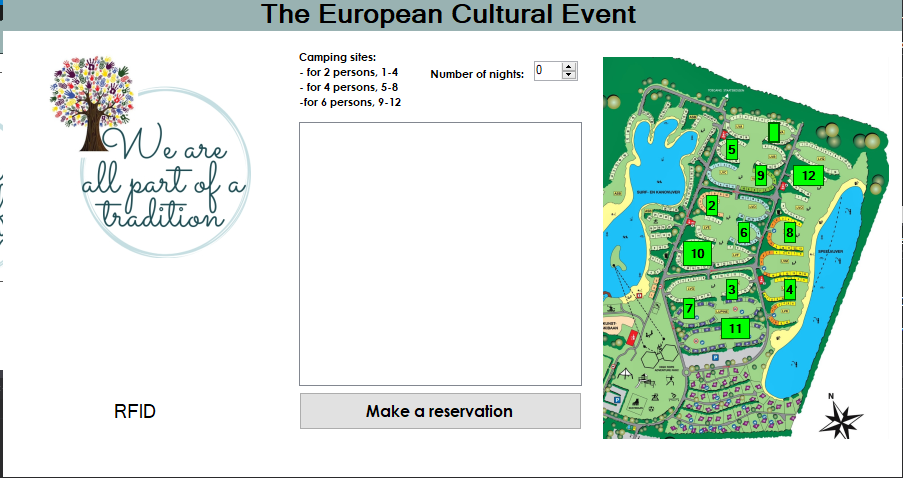 The European Cultural Event
We are
all part of a
tradition
Camping sites:
- for 2 persons, 1-4
- for 4 persons, 5-8
-for 6 persons, 9-12
Number of nights:
0
5
9
12
2
6
8
10
3
4
7
11
P
P
N
RFID
Make a reservation